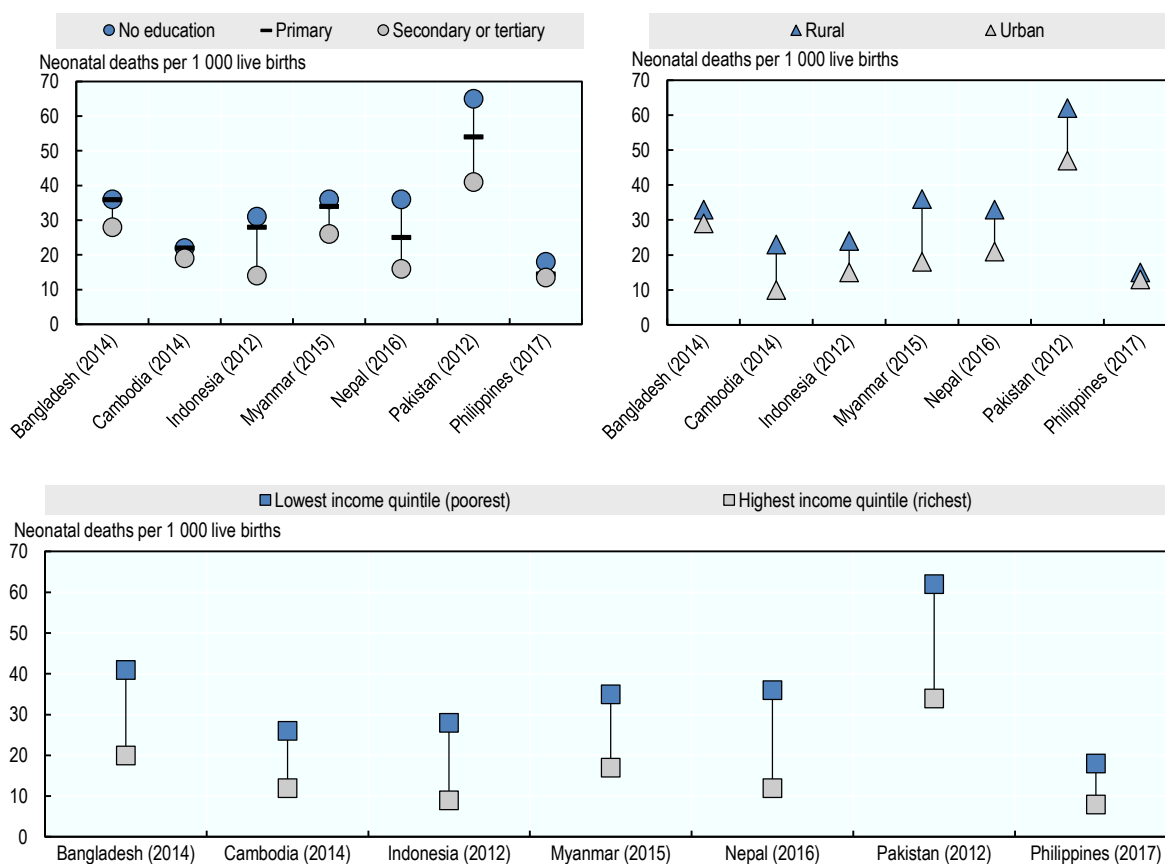 No education Primary Secondary or tertiary
Neonatal deaths per 1 000 live births
70
60
50
40
30
20
10
0
Bangladesh (2014)
Cambodia (2014)
Indonesia (2012)
Myanmar (2015)
Nepal (2016)
Pakistan (2012)
Philippines (2017)
Rural Urban
Neonatal deaths per 1 000 live births
70
60
50
40
30
20
10
0
Bangladesh (2014)
Cambodia (2014)
Indonesia (2012)
Myanmar (2015)
Nepal (2016)
Pakistan (2012)
Philippines (2017)
Lowest income quintile (poorest) Highest income quintile (richest)
Neonatal deaths per 1 000 live births
70
60
50
40
30
20
10
0
Bangladesh (2014) Cambodia (2014) Indonesia (2012) Myanmar (2015) Nepal (2016) Pakistan (2012) Philippines (2017)